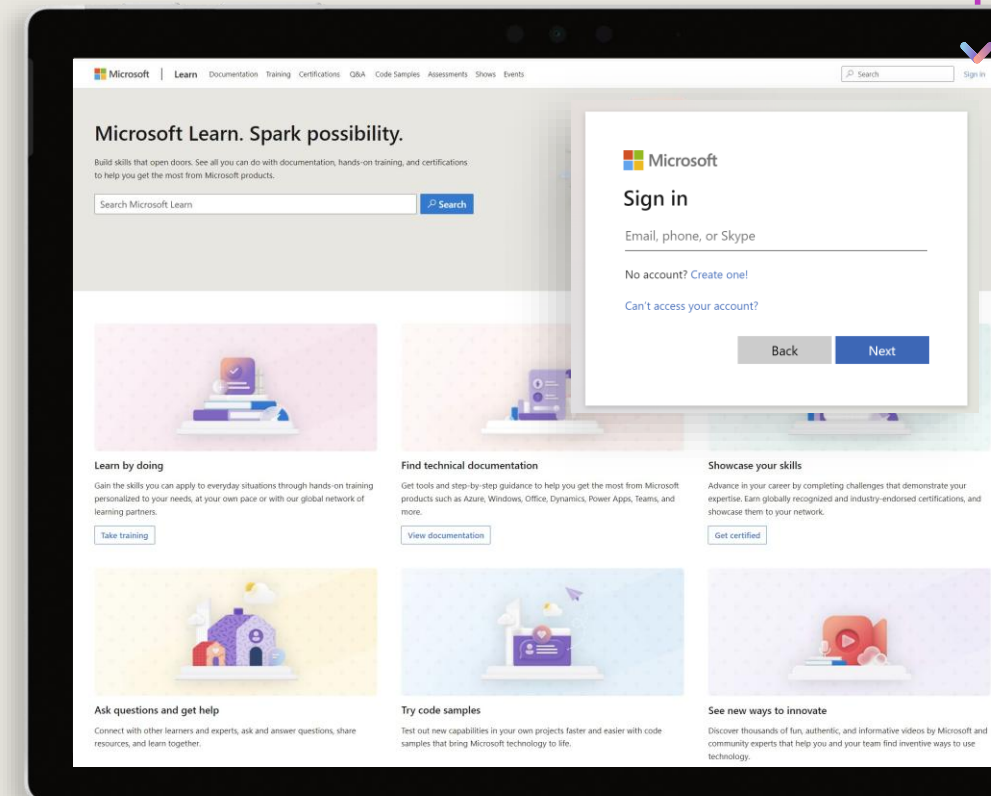 Microsoft | Learn Documentation Training Certifications Q&A Code Samples Assessments Shows Events Search Sign in
Microsoft Learn. Spark possibility.
Build skills that open doors. See all you can do with documentation, hands-on training, and certifications
to help you get the most from Microsoft products.
Search Microsoft Learn Search
Microsoft
Sign in
Email, phone, or Skype
No account? Create one!
Can't access your account?
Back Next
Learn by doing
Gain the skills you can apply to everyday situations through hands-on training
personalized to your needs, at your own pace or with our global network of
learning partners.
Take training
Find technical documentation
Get tools and step-by-step guidance to help you get the most from Microsoft
products such as Azure, Windows, Office, Dynamics, Power Apps, Teams, and
more.
View documentation
Showcase your skills
Advance in your career by completing challenges that demonstrate your
expertise. Earn globally recognized and industry-endorsed certifications, and
showcase them to your network.
Get certified
Ask questions and get help
Connect with other learners and experts, ask and answer questions, share
resources, and learn together.
Try code samples
Test out new capabilities in your own projects faster and easier with code
samples that bring Microsoft technology to life.
See new ways to innovate
Discover thousands of fun, authentic, and informative videos by Microsoft and
community experts that help you and your team find inventive ways to use
technology.